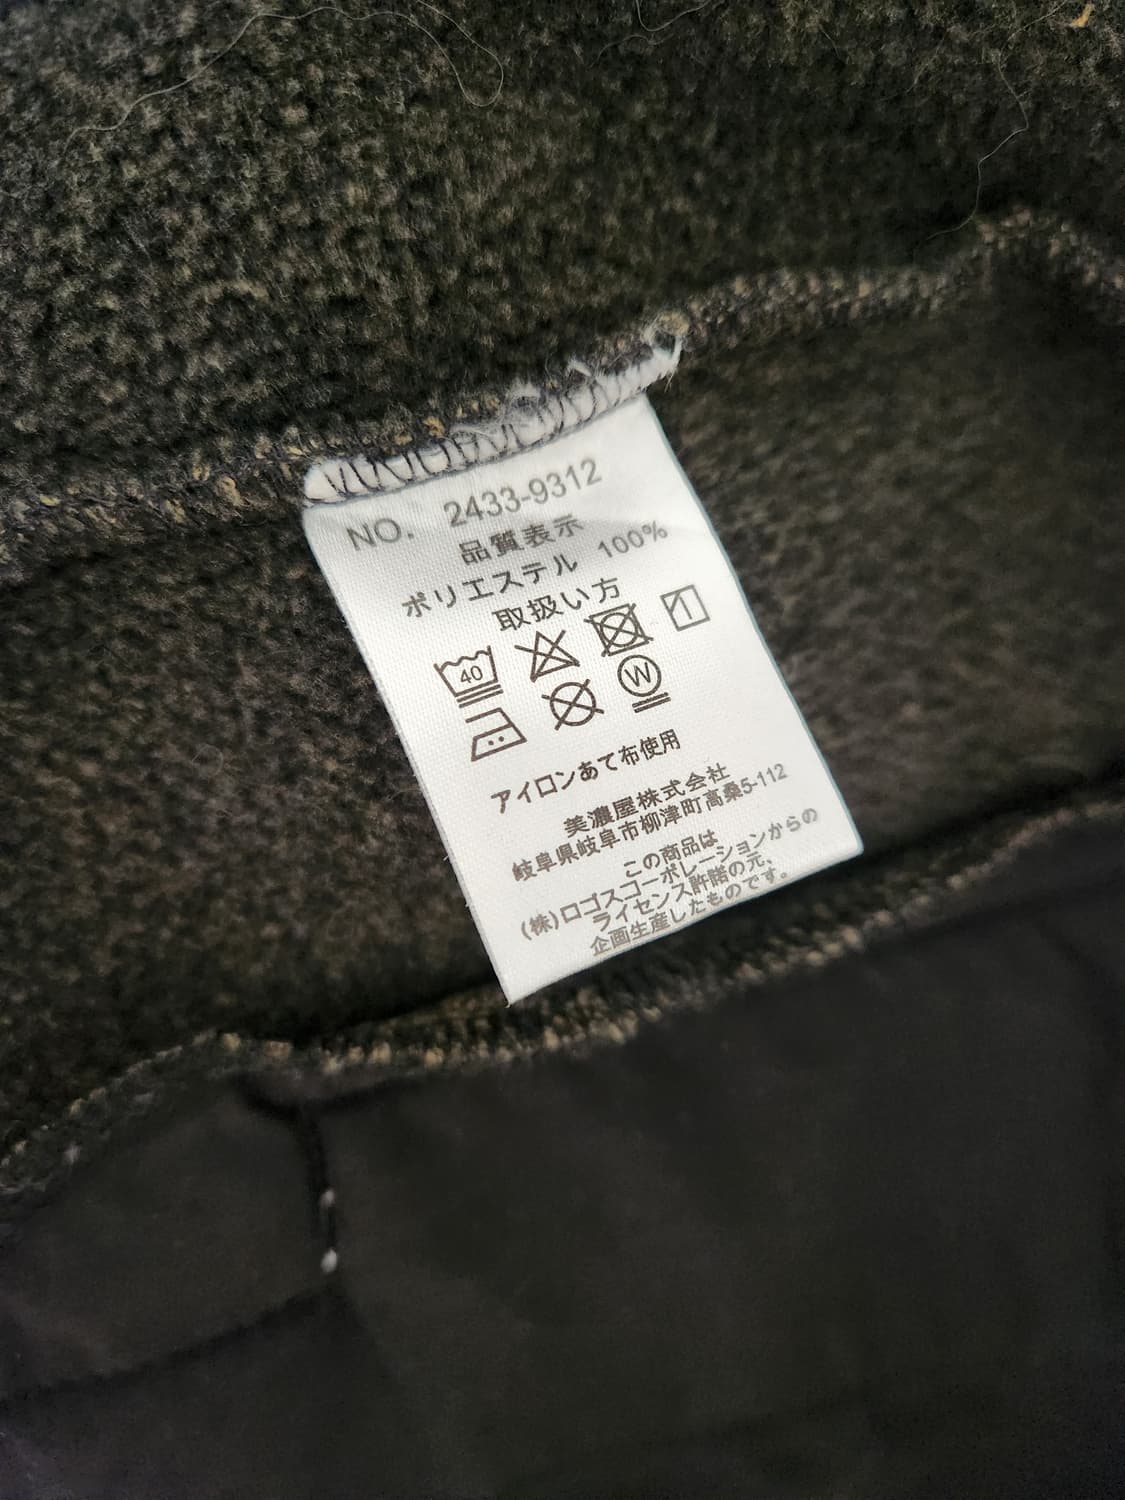 NO. 2433-9312
品質表示
ポリエステル 100%
取扱い方
40
W
アイロンあて布使用
美濃屋株式会社
岐阜県岐阜市柳津町高桑5-112
この商品は
(株)ロゴスコーポレーションからの
ライセンス許諾の元、
企画生産したものです。